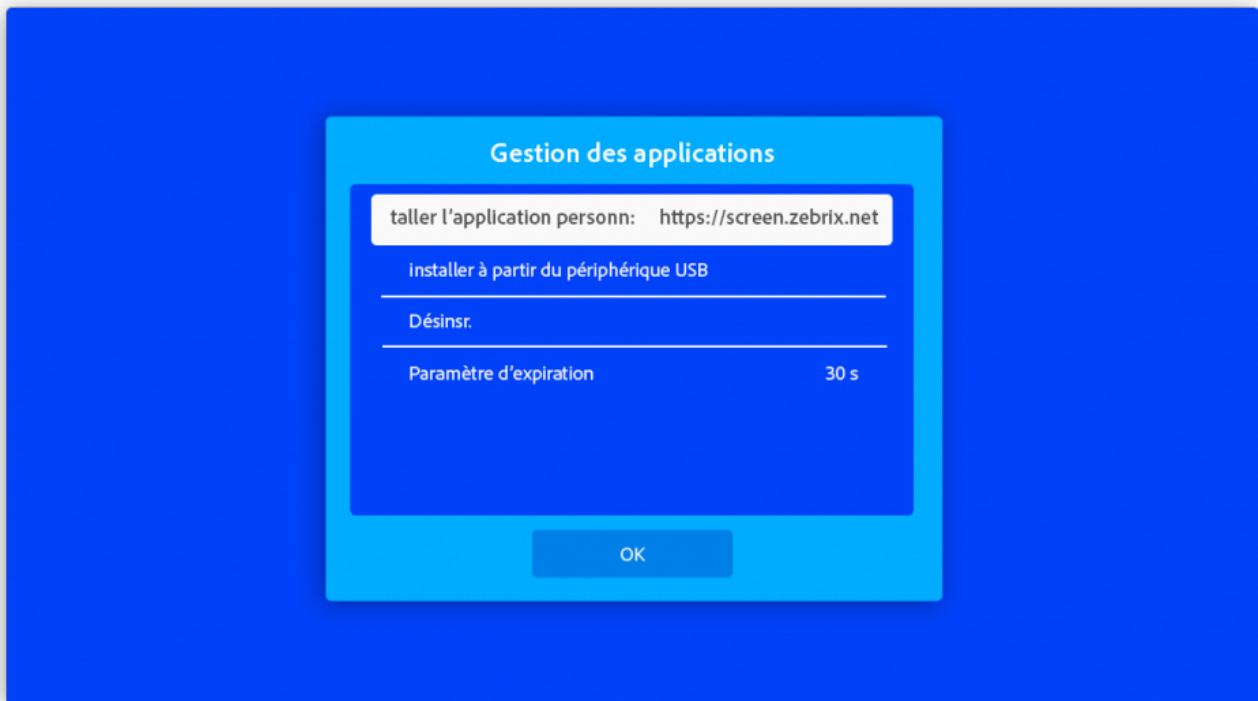 Gestion des applications
taller l'application personn: https://screen.zebrix.net
installer à partir du périphérique USB
Désinsr.
Paramètre d'expiration 30 s
OK